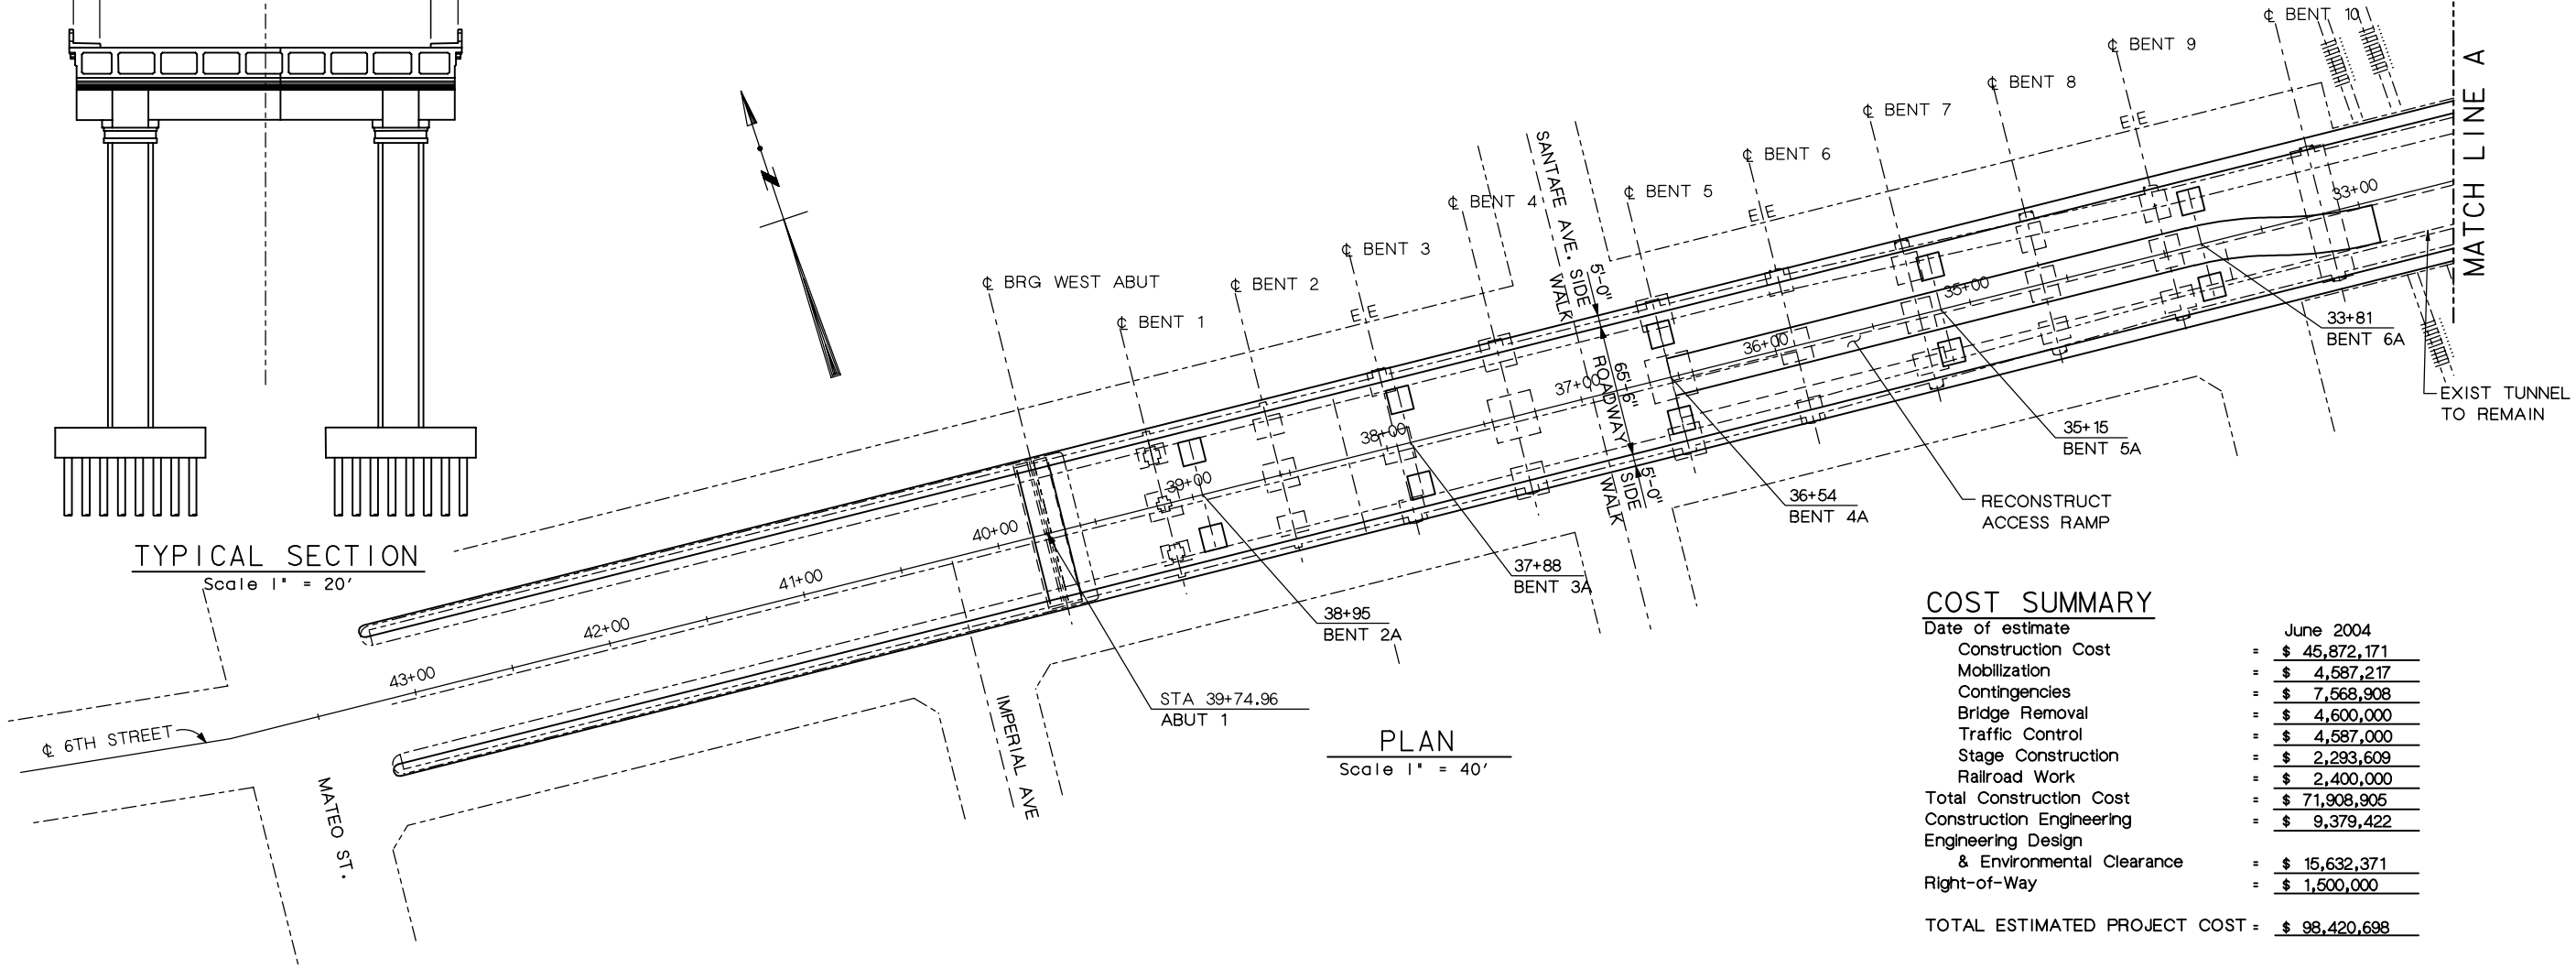 TYPICAL SECTION
Scale 1" = 20'
℄ BRG WEST ABUT
℄ BENT 1
℄ BENT 2
℄ BENT 3
℄ BENT 4
℄ BENT 5
℄ BENT 6
℄ BENT 7
℄ BENT 8
℄ BENT 9
℄ BENT 10
MATCH LINE A
SANTAFE AVE.
SIDE
WALK
5'-0"
65'-6"
ROADWAY
5'-0"
SIDE
WALK
E E
E E
E E
33+00
35+00
36+00
37+00
38+00
39+00
40+00
41+00
42+00
43+00
33+81
BENT 6A
EXIST TUNNEL
TO REMAIN
35+15
BENT 5A
RECONSTRUCT
ACCESS RAMP
36+54
BENT 4A
37+88
BENT 3A
38+95
BENT 2A
STA 39+74.96
ABUT 1
℄ 6TH STREET
MATEO ST.
IMPERIAL AVE
PLAN
Scale 1" = 40'
COST SUMMARY
Date of estimate June 2004
Construction Cost = $ 45,872,171
Mobilization = $ 4,587,217
Contingencies = $ 7,568,908
Bridge Removal = $ 4,600,000
Traffic Control = $ 4,587,000
Stage Construction = $ 2,293,609
Railroad Work = $ 2,400,000
Total Construction Cost = $ 71,908,905
Construction Engineering = $ 9,379,422
Engineering Design
& Environmental Clearance = $ 15,632,371
Right-of-Way = $ 1,500,000
TOTAL ESTIMATED PROJECT COST = $ 98,420,698